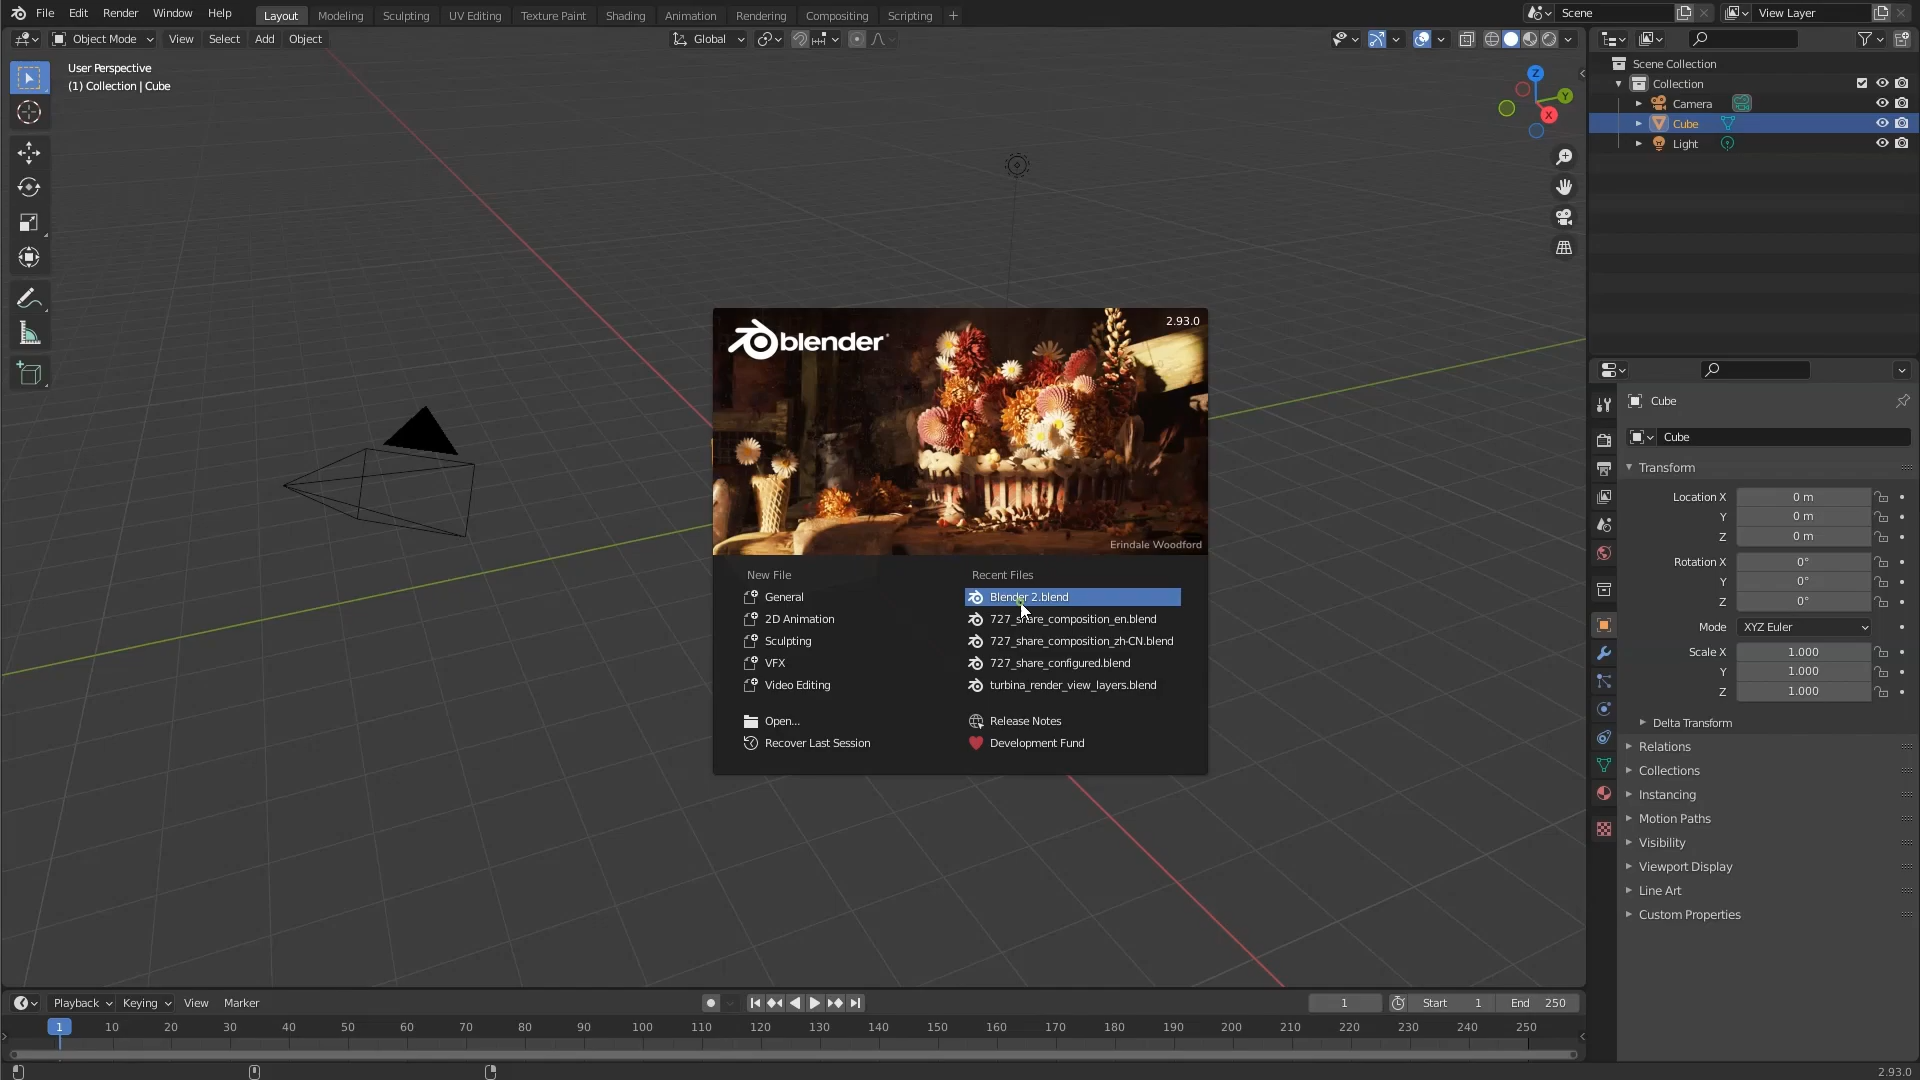 File Edit Render Window Help Layout Modeling Sculpting UV Editing Texture Paint Shading Animation Rendering Compositing Scripting + Scene View Layer
Object Mode View Select Add Object Global
User Perspective
(1) Collection | Cube
Z
Y
X
Scene Collection
Collection
Camera
Cube
Light
blender
2.93.0
Erindale Woodford
New File
General
2D Animation
Sculpting
VFX
Video Editing
Open...
Recover Last Session
Recent Files
Blender 2.blend
727_share_composition_en.blend
727_share_composition_zh-CN.blend
727_share_configured.blend
turbina_render_view_layers.blend
Release Notes
Development Fund
Cube
Cube
Transform
Location X 0 m
Y 0 m
Z 0 m
Rotation X 0°
Y 0°
Z 0°
Mode XYZ Euler
Scale X 1.000
Y 1.000
Z 1.000
Delta Transform
Relations
Collections
Instancing
Motion Paths
Visibility
Viewport Display
Line Art
Custom Properties
Playback Keying View Marker 1 Start 1 End 250
1 10 20 30 40 50 60 70 80 90 100 110 120 130 140 150 160 170 180 190 200 210 220 230 240 250
2.93.0